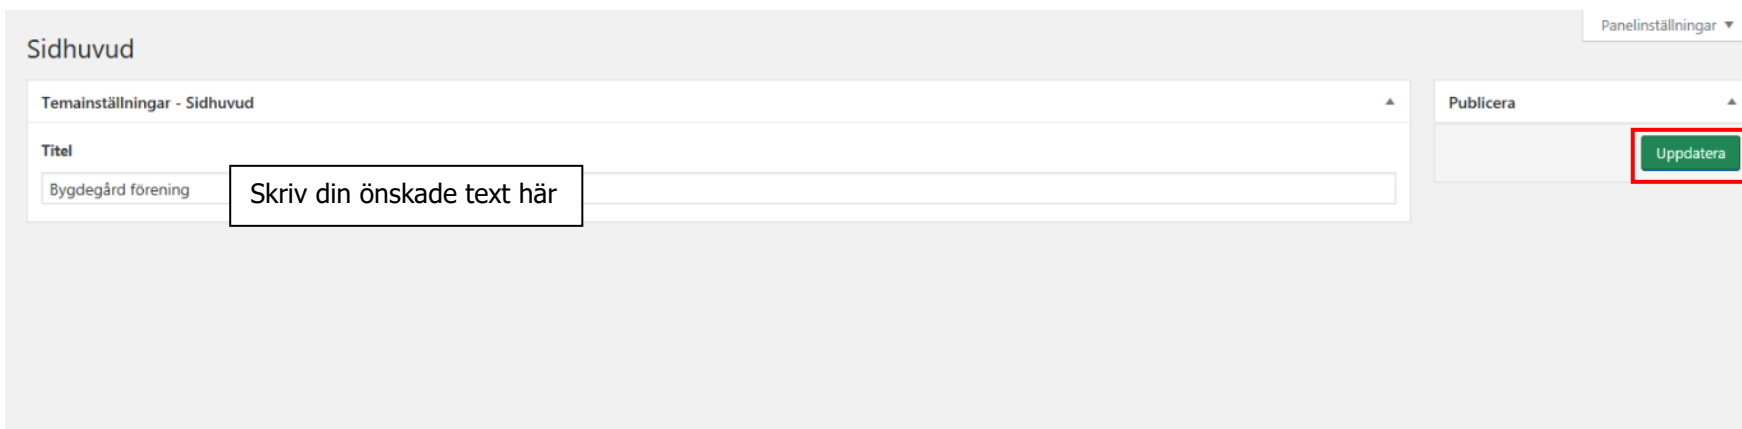 Panelinställningar
Sidhuvud
Temainställningar - Sidhuvud
Publicera
Titel
Uppdatera
Bygdegård förening
Skriv din önskade text här